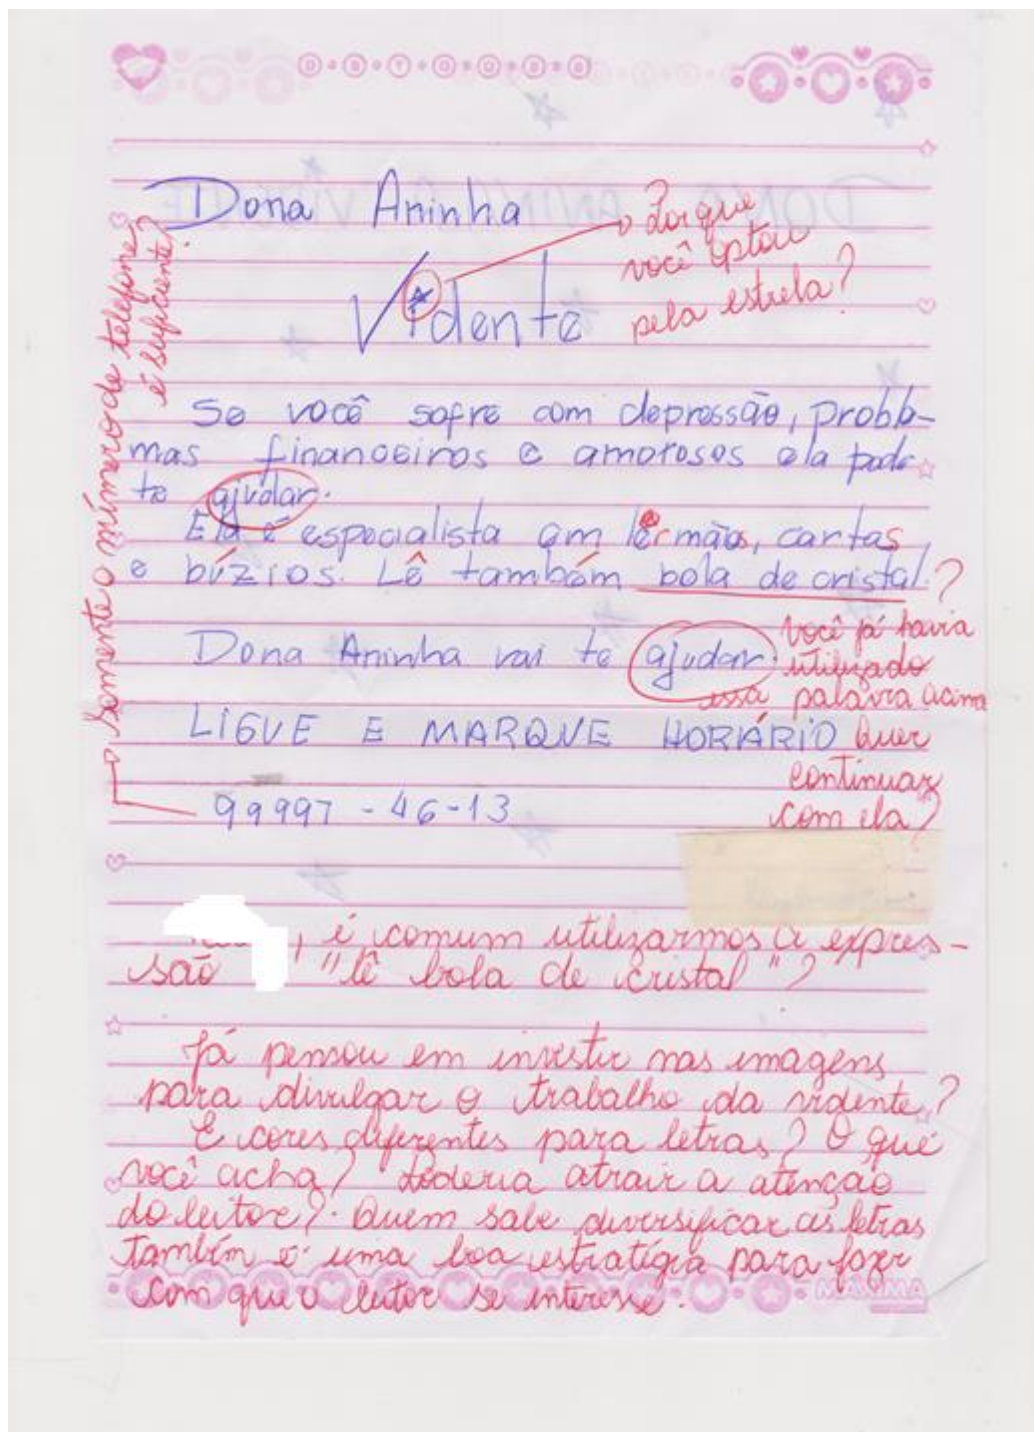 Dona Aninha
Vidente
Por que
você optou
pela estrela?
Somente o número de telefone
é suficiente?
Se você sofre com depressão, proble-
mas financeiros e amorosos ela pode
te ajudar.
Ela é especialista em ler mãos, cartas
e búzios. Lê também bola de cristal.?
Dona Aninha vai te ajudar.
você já havia
utilizado
essa palavra acima
LIGUE E MARQUE HORÁRIO
Quer
continuar
com ela?
99997-46-13
, é comum utilizarmos a expres-
são "lê bola de cristal"?
Já pensou em investir nas imagens
para divulgar o trabalho da vidente?
E cores diferentes para letras? O que
você acha? Poderia atrair a atenção
do leitor? Quem sabe diversificar as letras
também é uma boa estratégia para fazer
com que o leitor se interesse.
MÁXIMA